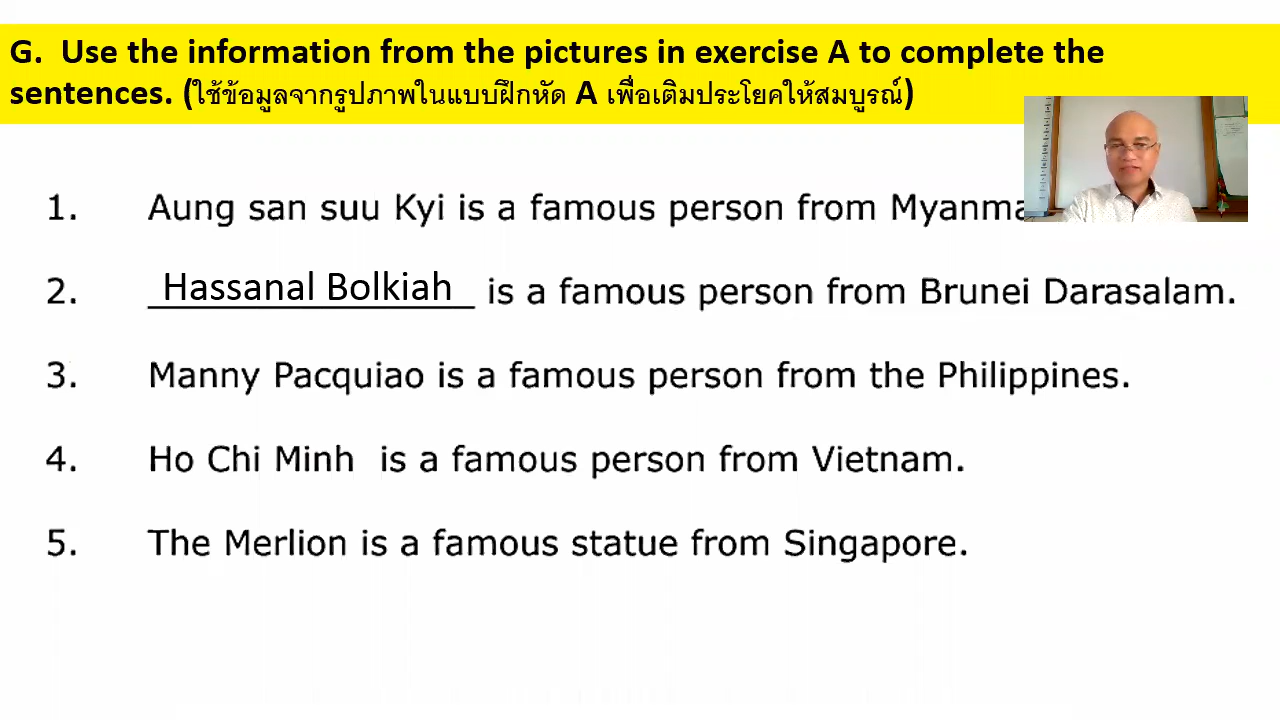 G. Use the information from the pictures in exercise A to complete the
sentences. (ใช้ข้อมูลจากรูปภาพในแบบฝึกหัด A เพื่อเติมประโยคให้สมบูรณ์)
1. Aung san suu Kyi is a famous person from Myanma
2. Hassanal Bolkiah is a famous person from Brunei Darasalam.
3. Manny Pacquiao is a famous person from the Philippines.
4. Ho Chi Minh is a famous person from Vietnam.
5. The Merlion is a famous statue from Singapore.